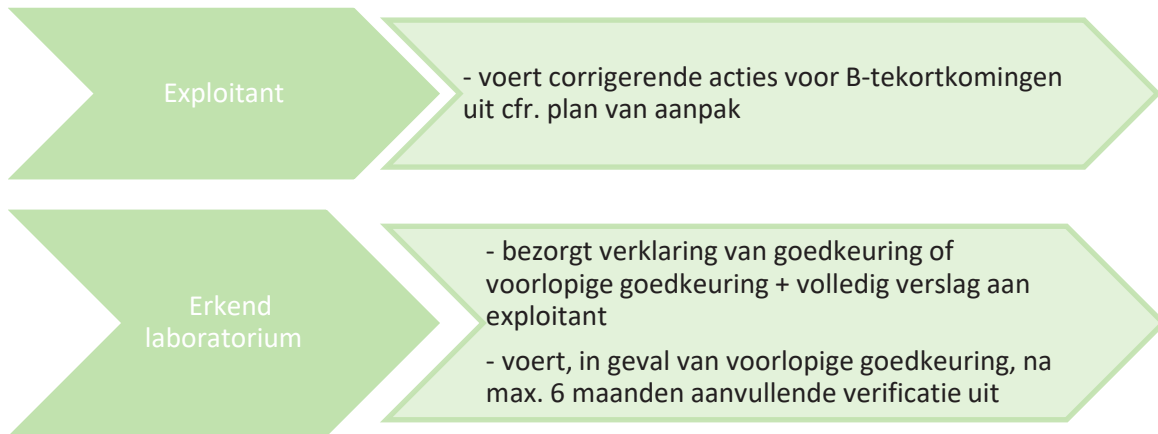 Exploitant
- voert corrigerende acties voor B-tekortkomingen
uit cfr. plan van aanpak
Erkend
laboratorium
- bezorgt verklaring van goedkeuring of
voorlopige goedkeuring + volledig verslag aan
exploitant
- voert, in geval van voorlopige goedkeuring, na
max. 6 maanden aanvullende verificatie uit